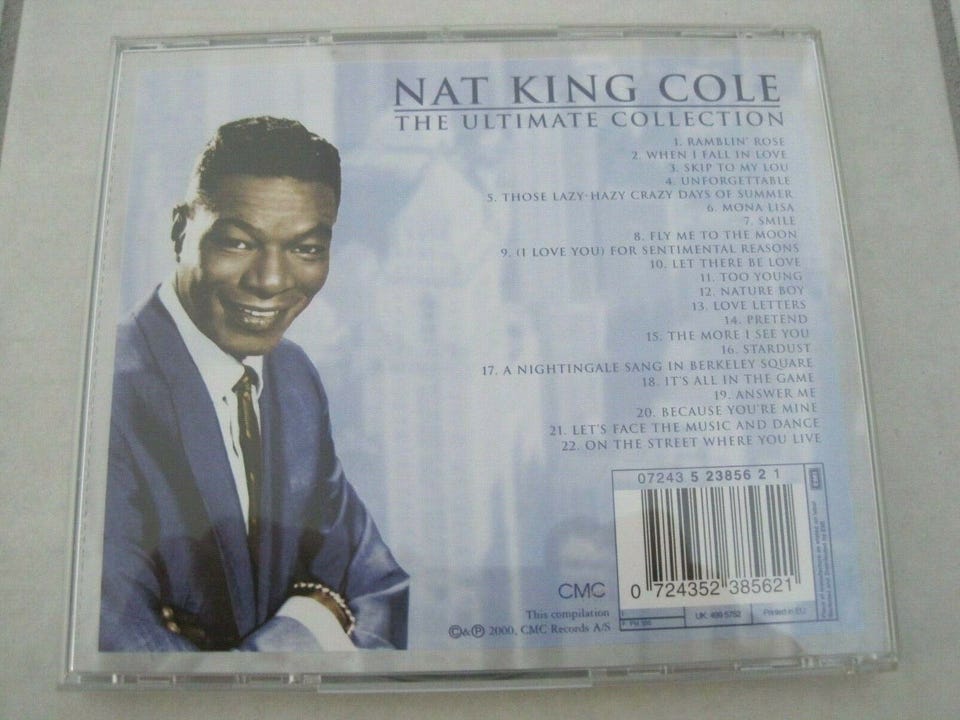 NAT KING COLE
THE ULTIMATE COLLECTION
1. RAMBLIN' ROSE
2. WHEN I FALL IN LOVE
3. SKIP TO MY LOU
4. UNFORGETTABLE
5. THOSE LAZY-HAZY CRAZY DAYS OF SUMMER
6. MONA LISA
7. SMILE
8. FLY ME TO THE MOON
9. (I LOVE YOU) FOR SENTIMENTAL REASONS
10. LET THERE BE LOVE
11. TOO YOUNG
12. NATURE BOY
13. LOVE LETTERS
14. PRETEND
15. THE MORE I SEE YOU
16. STARDUST
17. A NIGHTINGALE SANG IN BERKELEY SQUARE
18. IT'S ALL IN THE GAME
19. ANSWER ME
20. BECAUSE YOU'RE MINE
21. LET'S FACE THE MUSIC AND DANCE
22. ON THE STREET WHERE YOU LIVE
07243 5 23856 2 1
EMI
0 724352 385621
CMC
This compilation
©&℗ 2000, CMC Records A/S
UK: 499 5752
Printed in EU